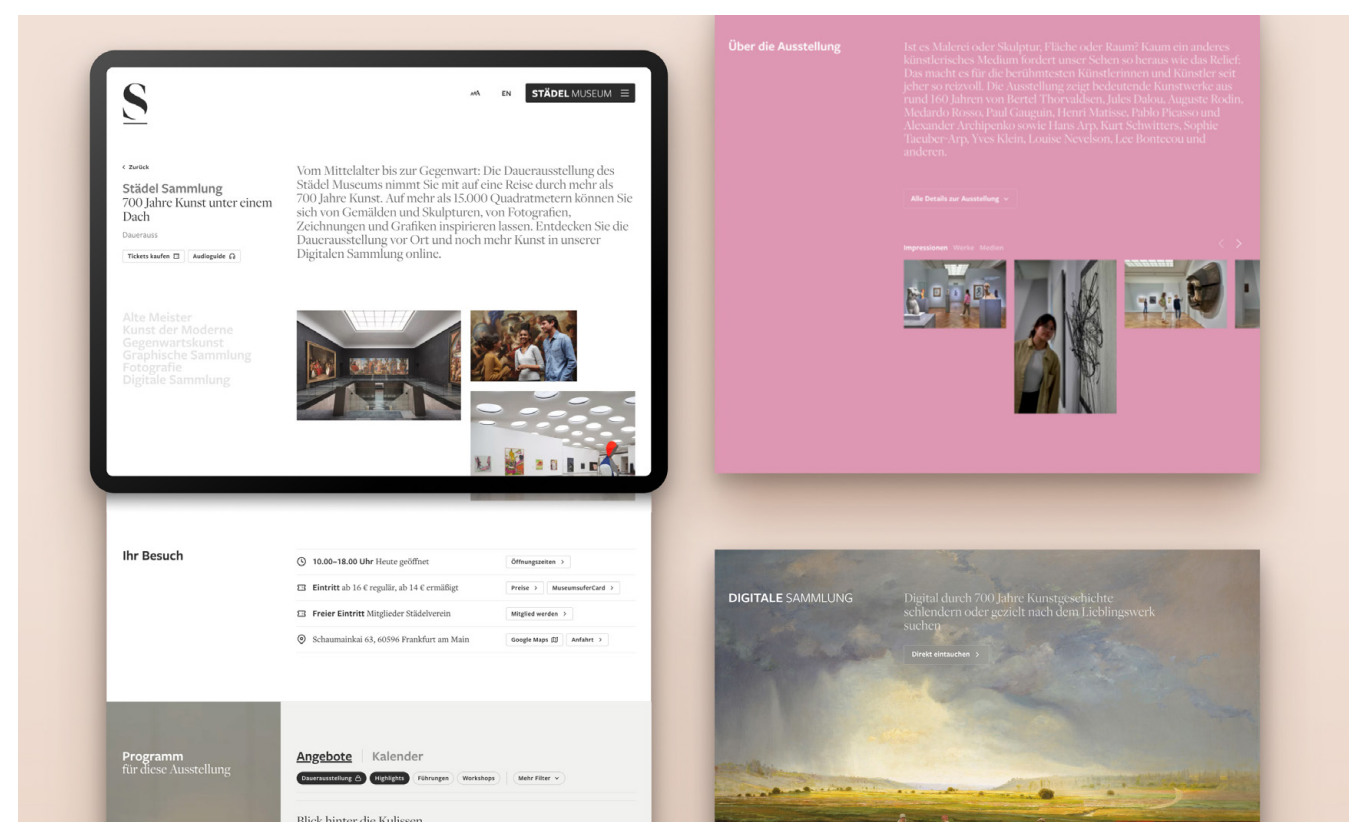 S
AAA
EN
STÄDEL MUSEUM
‹ Zurück
Städel Sammlung
700 Jahre Kunst unter einem
Dach
Dauerauss
Tickets kaufen
Audioguide
Vom Mittelalter bis zur Gegenwart: Die Dauerausstellung des
Städel Museums nimmt Sie mit auf eine Reise durch mehr als
700 Jahre Kunst. Auf mehr als 15.000 Quadratmetern können Sie
sich von Gemälden und Skulpturen, von Fotografien,
Zeichnungen und Grafiken inspirieren lassen. Entdecken Sie die
Dauerausstellung vor Ort und noch mehr Kunst in unserer
Digitalen Sammlung online.
Alte Meister
Kunst der Moderne
Gegenwartskunst
Graphische Sammlung
Fotografie
Digitale Sammlung
Ihr Besuch
10.00–18.00 Uhr Heute geöffnet
Öffnungszeiten ›
Eintritt ab 16 € regulär, ab 14 € ermäßigt
Preise ›
MuseumsuferCard ›
Freier Eintritt Mitglieder Städelverein
Mitglied werden ›
Schaumainkai 63, 60596 Frankfurt am Main
Google Maps
Anfahrt ›
Programm
für diese Ausstellung
Angebote | Kalender
Dauerausstellung
Highlights
Führungen
Workshops
Mehr Filter
Blick hinter die Kulissen
Über die Ausstellung
Ist es Malerei oder Skulptur, Fläche oder Raum? Kaum ein anderes
künstlerisches Medium fordert unser Sehen so heraus wie das Relief:
Das macht es für die berühmtesten Künstlerinnen und Künstler seit
jeher so reizvoll. Die Ausstellung zeigt bedeutende Kunstwerke aus
rund 160 Jahren von Bertel Thorvaldsen, Jules Dalou, Auguste Rodin,
Medardo Rosso, Paul Gauguin, Henri Matisse, Pablo Picasso und
Alexander Archipenko sowie Hans Arp, Kurt Schwitters, Sophie
Taeuber-Arp, Yves Klein, Louise Nevelson, Lee Bontecou und
anderen.
Alle Details zur Ausstellung
Impressionen Werke Medien
DIGITALE SAMMLUNG
Digital durch 700 Jahre Kunstgeschichte
schlendern oder gezielt nach dem Lieblingswerk
suchen
Direkt eintauchen ›